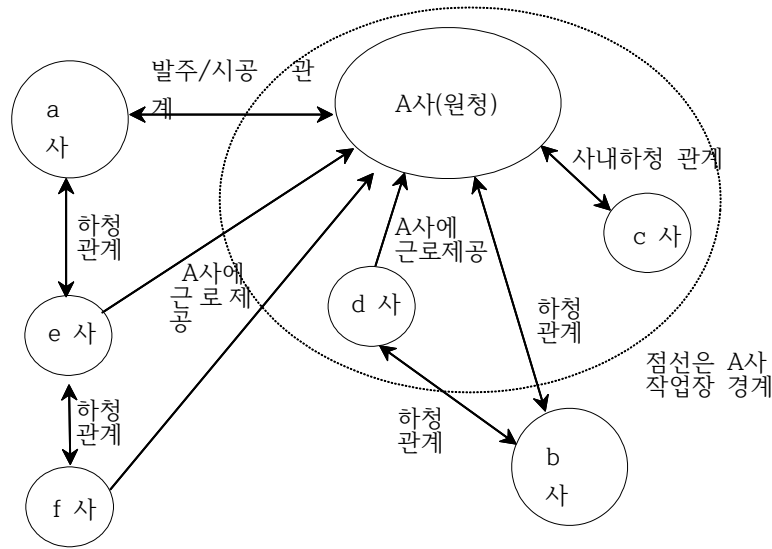 발주/시공 관
계
a
사
A사(원청)
사내하청 관계
c 사
하청
관계
A사에
근로제공
A사에
근 로 제
공
d 사
하청
관계
e 사
점선은 A사
작업장 경계
하청
관계
하청
관계
b
사
f 사